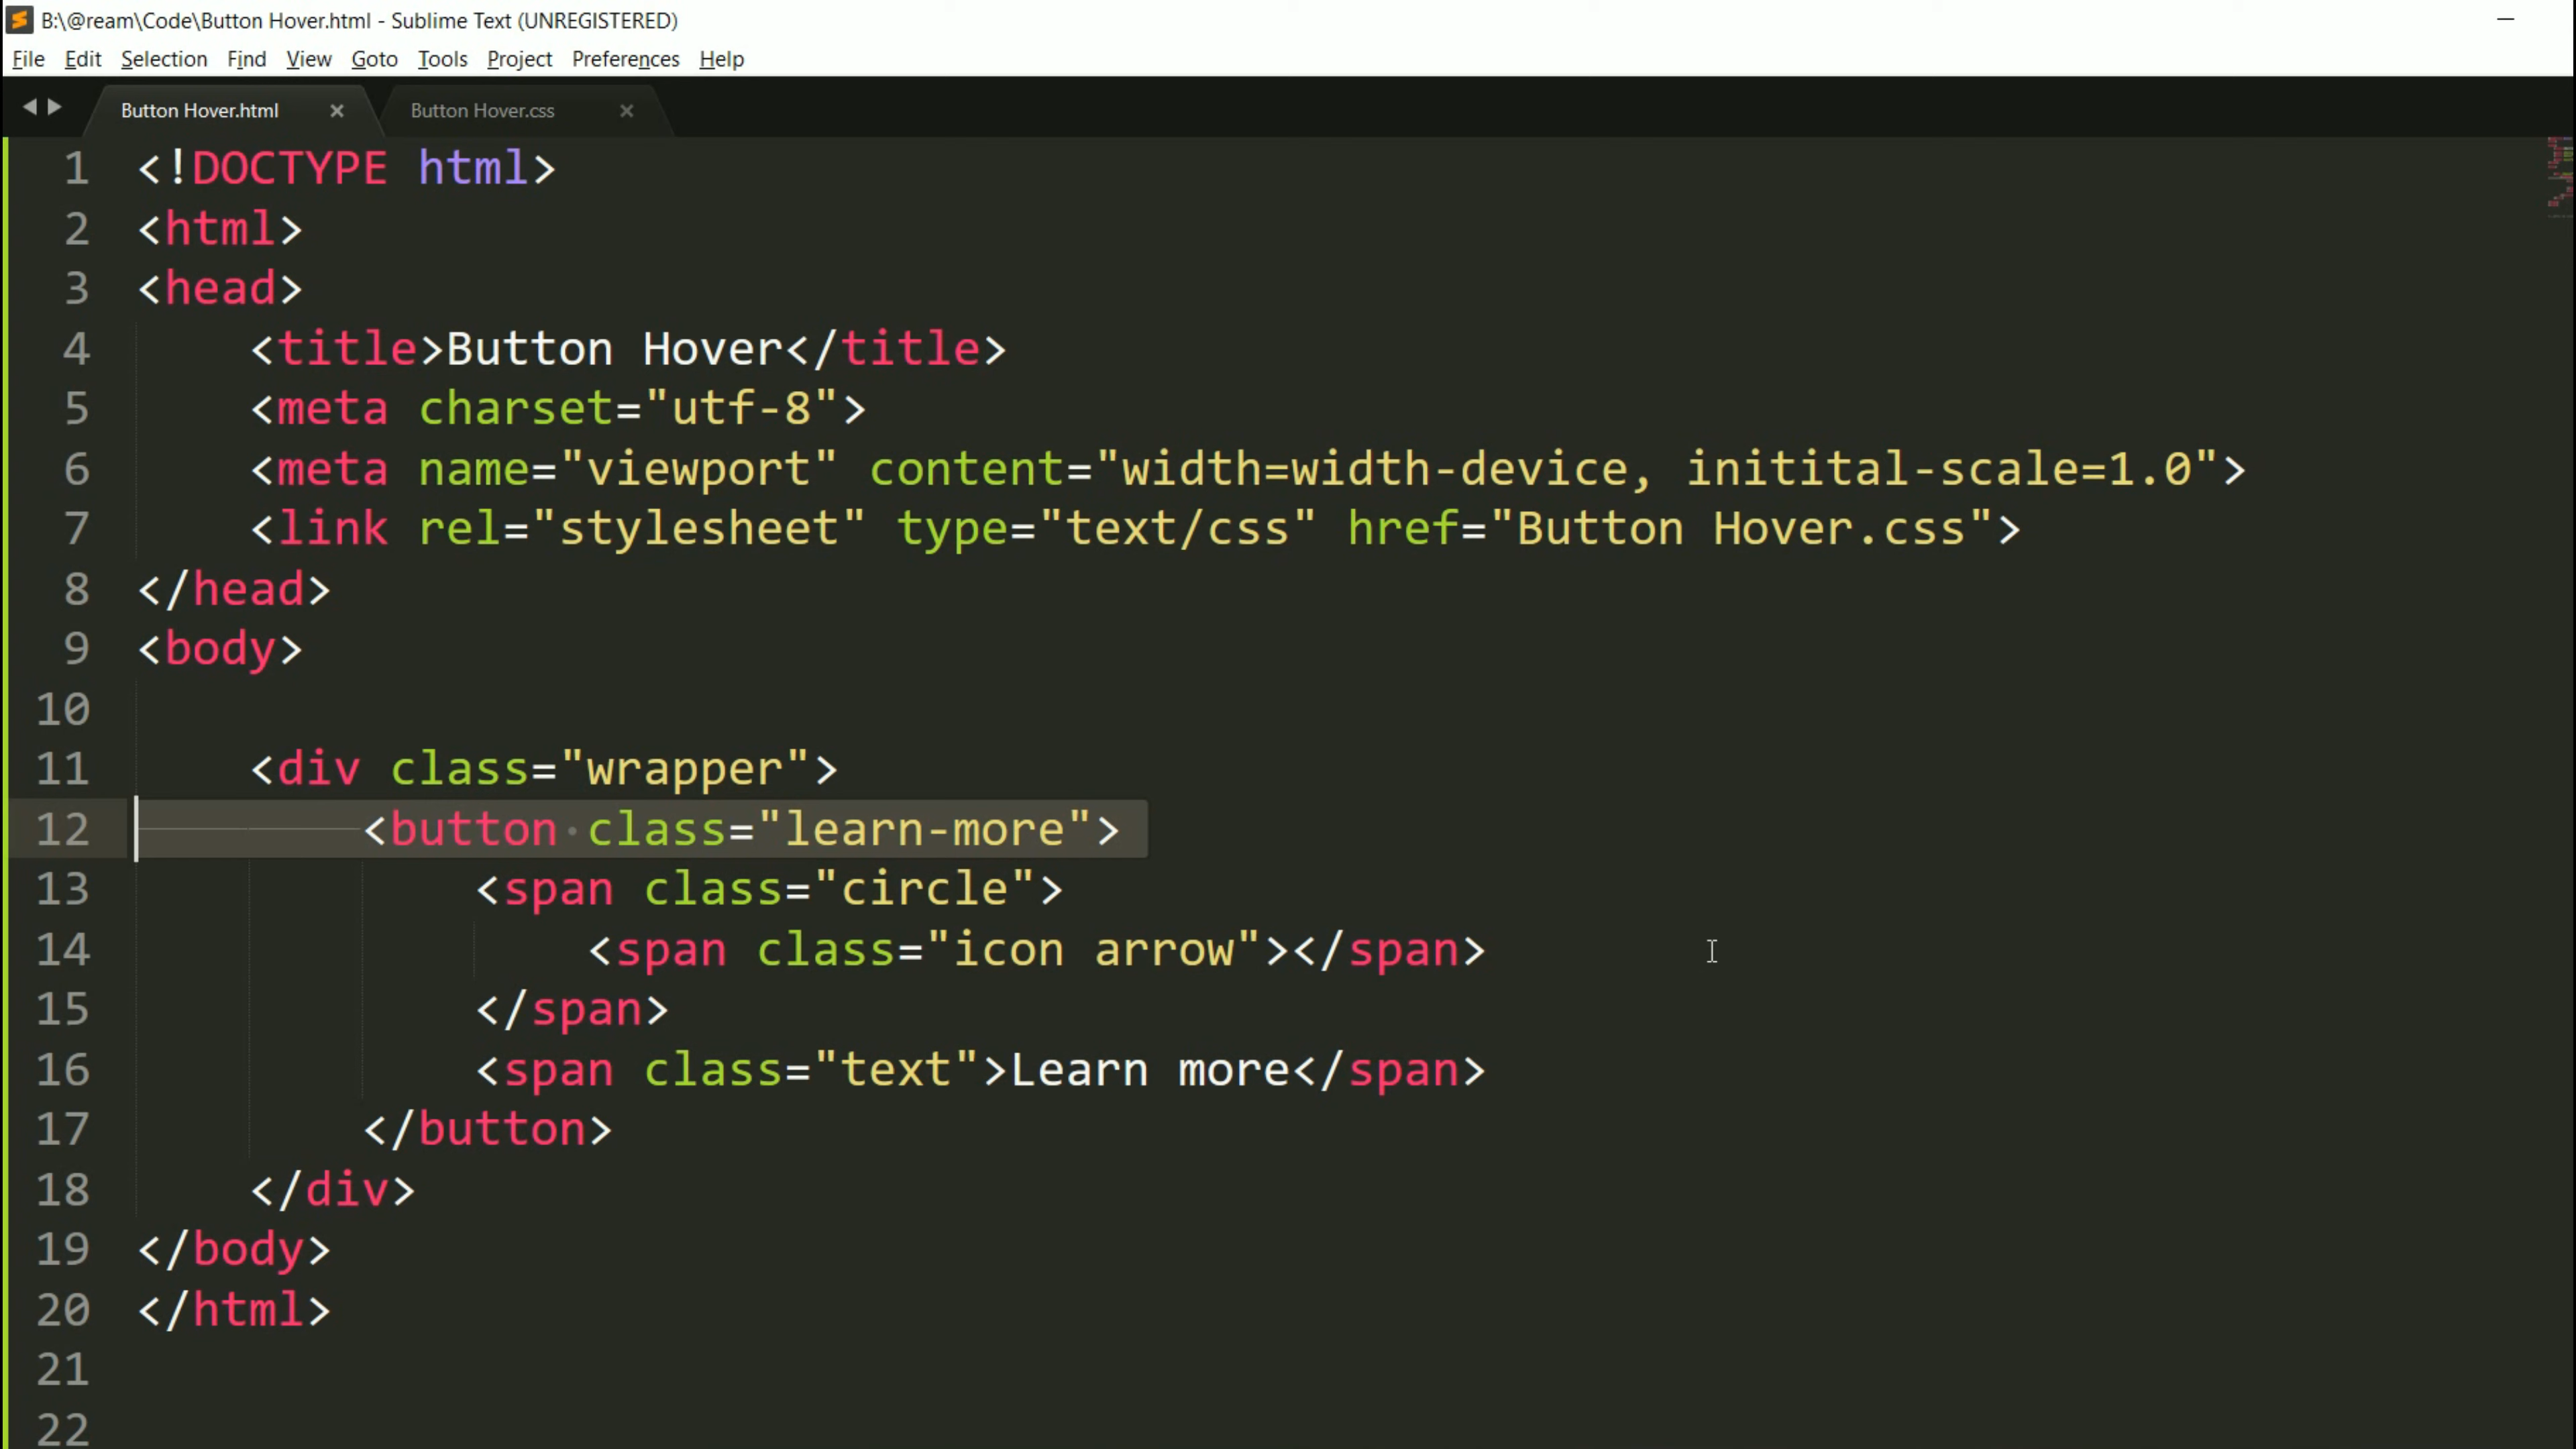 B:\@ream\Code\Button Hover.html - Sublime Text (UNREGISTERED)
File Edit Selection Find View Goto Tools Project Preferences Help
Button Hover.html × Button Hover.css ×
1 <!DOCTYPE html>
2 <html>
3 <head>
4 <title>Button Hover</title>
5 <meta charset="utf-8">
6 <meta name="viewport" content="width=width-device, initital-scale=1.0">
7 <link rel="stylesheet" type="text/css" href="Button Hover.css">
8 </head>
9 <body>
10
11 <div class="wrapper">
12 <button class="learn-more">
13 <span class="circle">
14 <span class="icon arrow"></span>
15 </span>
16 <span class="text">Learn more</span>
17 </button>
18 </div>
19 </body>
20 </html>
21
22